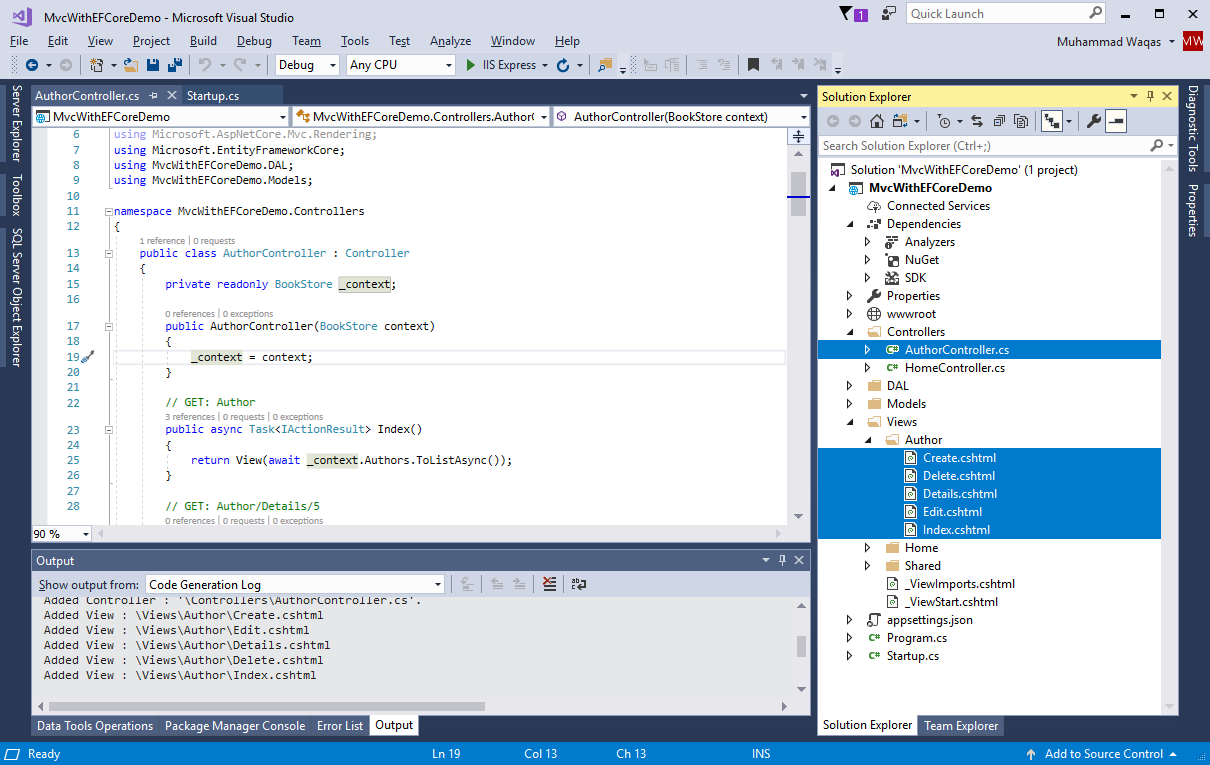 MvcWithEFCoreDemo - Microsoft Visual Studio
1
Quick Launch
File Edit View Project Build Debug Team Tools Test Analyze Window Help
Muhammad Waqas
MW
Debug Any CPU IIS Express
Server Explorer
Toolbox
SQL Server Object Explorer
AuthorController.cs Startup.cs
MvcWithEFCoreDemo MvcWithEFCoreDemo.Controllers.Author AuthorController(BookStore context)
6 using Microsoft.AspNetCore.Mvc.Rendering;
7 using Microsoft.EntityFrameworkCore;
8 using MvcWithEFCoreDemo.DAL;
9 using MvcWithEFCoreDemo.Models;
10
11 namespace MvcWithEFCoreDemo.Controllers
12 {
1 reference | 0 requests
13 public class AuthorController : Controller
14 {
15 private readonly BookStore _context;
16
0 references | 0 exceptions
17 public AuthorController(BookStore context)
18 {
19 _context = context;
20 }
21
22 // GET: Author
3 references | 0 requests | 0 exceptions
23 public async Task<IActionResult> Index()
24 {
25 return View(await _context.Authors.ToListAsync());
26 }
27
28 // GET: Author/Details/5
0 references | 0 requests | 0 exceptions
90 %
Output
Show output from: Code Generation Log
Added Controller : '\Controllers\AuthorController.cs'.
Added View : \Views\Author\Create.cshtml
Added View : \Views\Author\Edit.cshtml
Added View : \Views\Author\Details.cshtml
Added View : \Views\Author\Delete.cshtml
Added View : \Views\Author\Index.cshtml
Data Tools Operations Package Manager Console Error List Output
Solution Explorer
Search Solution Explorer (Ctrl+;)
Solution 'MvcWithEFCoreDemo' (1 project)
MvcWithEFCoreDemo
Connected Services
Dependencies
Analyzers
NuGet
SDK
Properties
wwwroot
Controllers
C# AuthorController.cs
C# HomeController.cs
DAL
Models
Views
Author
Create.cshtml
Delete.cshtml
Details.cshtml
Edit.cshtml
Index.cshtml
Home
Shared
_ViewImports.cshtml
_ViewStart.cshtml
appsettings.json
C# Program.cs
C# Startup.cs
Solution Explorer Team Explorer
Diagnostic Tools
Properties
Ready Ln 19 Col 13 Ch 13 INS Add to Source Control